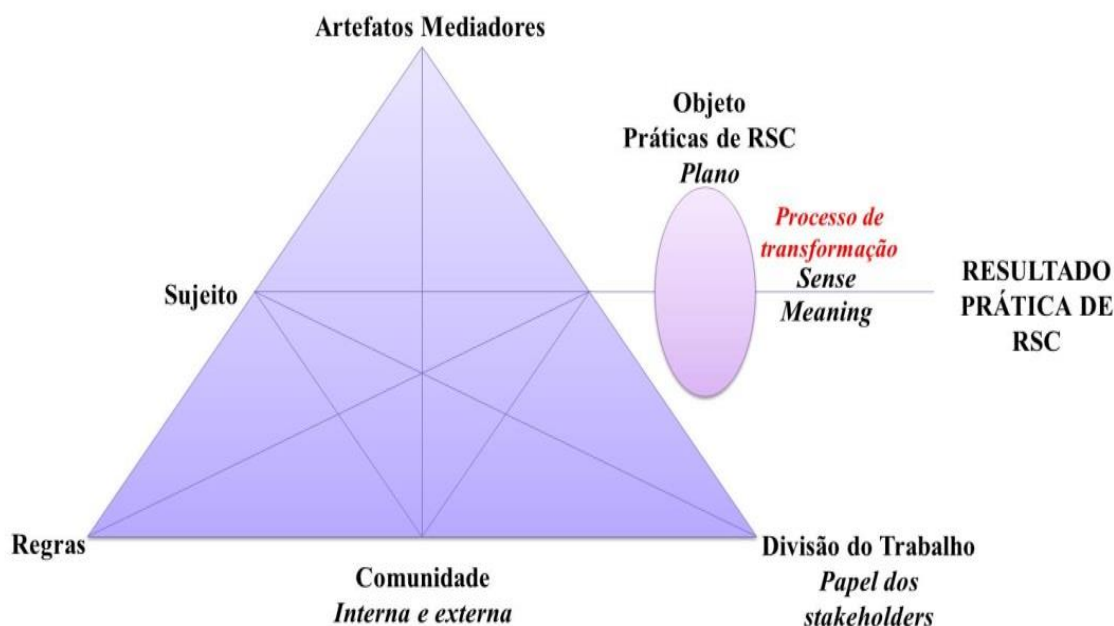 Artefatos Mediadores
Objeto
Práticas de RSC
Plano
Processo de
transformação
Sense
Meaning
Sujeito
RESULTADO
PRÁTICA DE
RSC
Regras
Comunidade
Interna e externa
Divisão do Trabalho
Papel dos
stakeholders